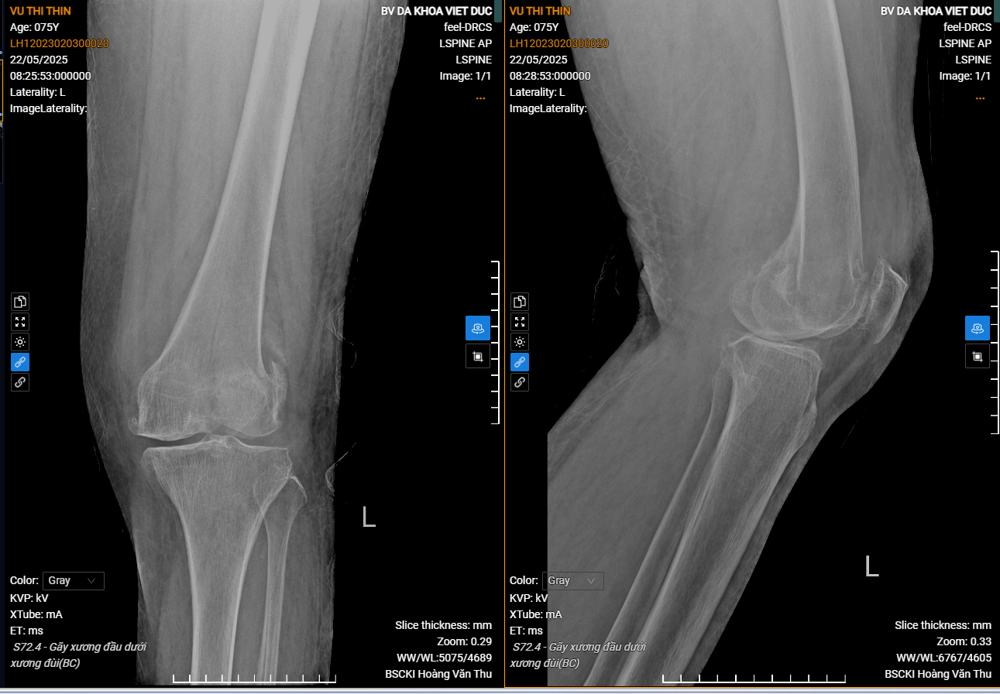 VU THI THIN
Age: 075Y
LH12023020300020
22/05/2025
08:25:53:000000
Laterality: L
ImageLaterality:
BV DA KHOA VIET DUC
feel-DRCS
LSPINE AP
LSPINE
Image: 1/1
...
L
Color: Gray
KVP: kV
XTube: mA
ET: ms
S72.4 - Gãy xương đầu dưới
xương đùi(BC)
Slice thickness: mm
Zoom: 0.29
WW/WL:5075/4689
BSCKI Hoàng Văn Thu
VU THI THIN
Age: 075Y
LH12023020300020
22/05/2025
08:28:53:000000
Laterality: L
ImageLaterality:
BV DA KHOA VIET DUC
feel-DRCS
LSPINE AP
LSPINE
Image: 1/1
...
L
Color: Gray
KVP: kV
XTube: mA
ET: ms
S72.4 - Gãy xương đầu dưới
xương đùi(BC)
Slice thickness: mm
Zoom: 0.33
WW/WL:6767/4605
BSCKI Hoàng Văn Thu